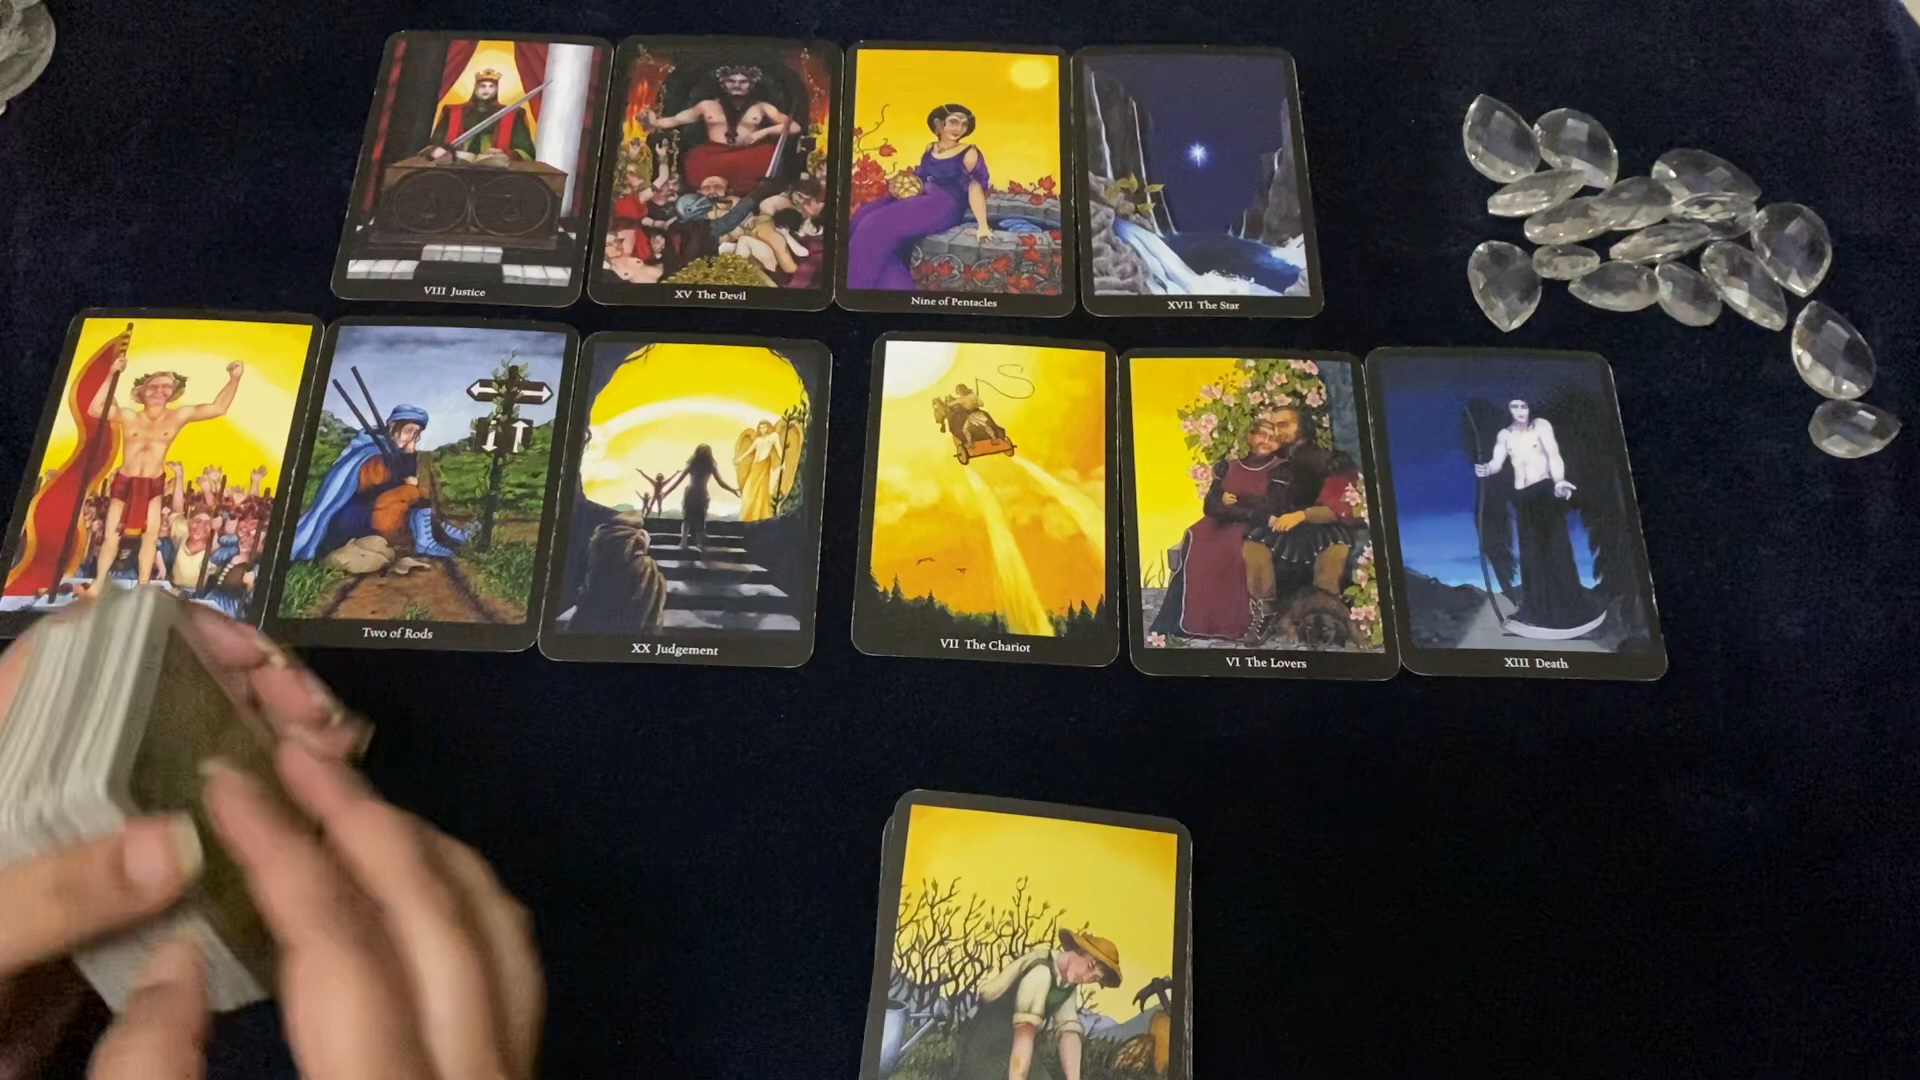 VIII Justice
XV The Devil
Nine of Pentacles
XVII The Star
Two of Rods
XX Judgement
VII The Chariot
VI The Lovers
XIII Death